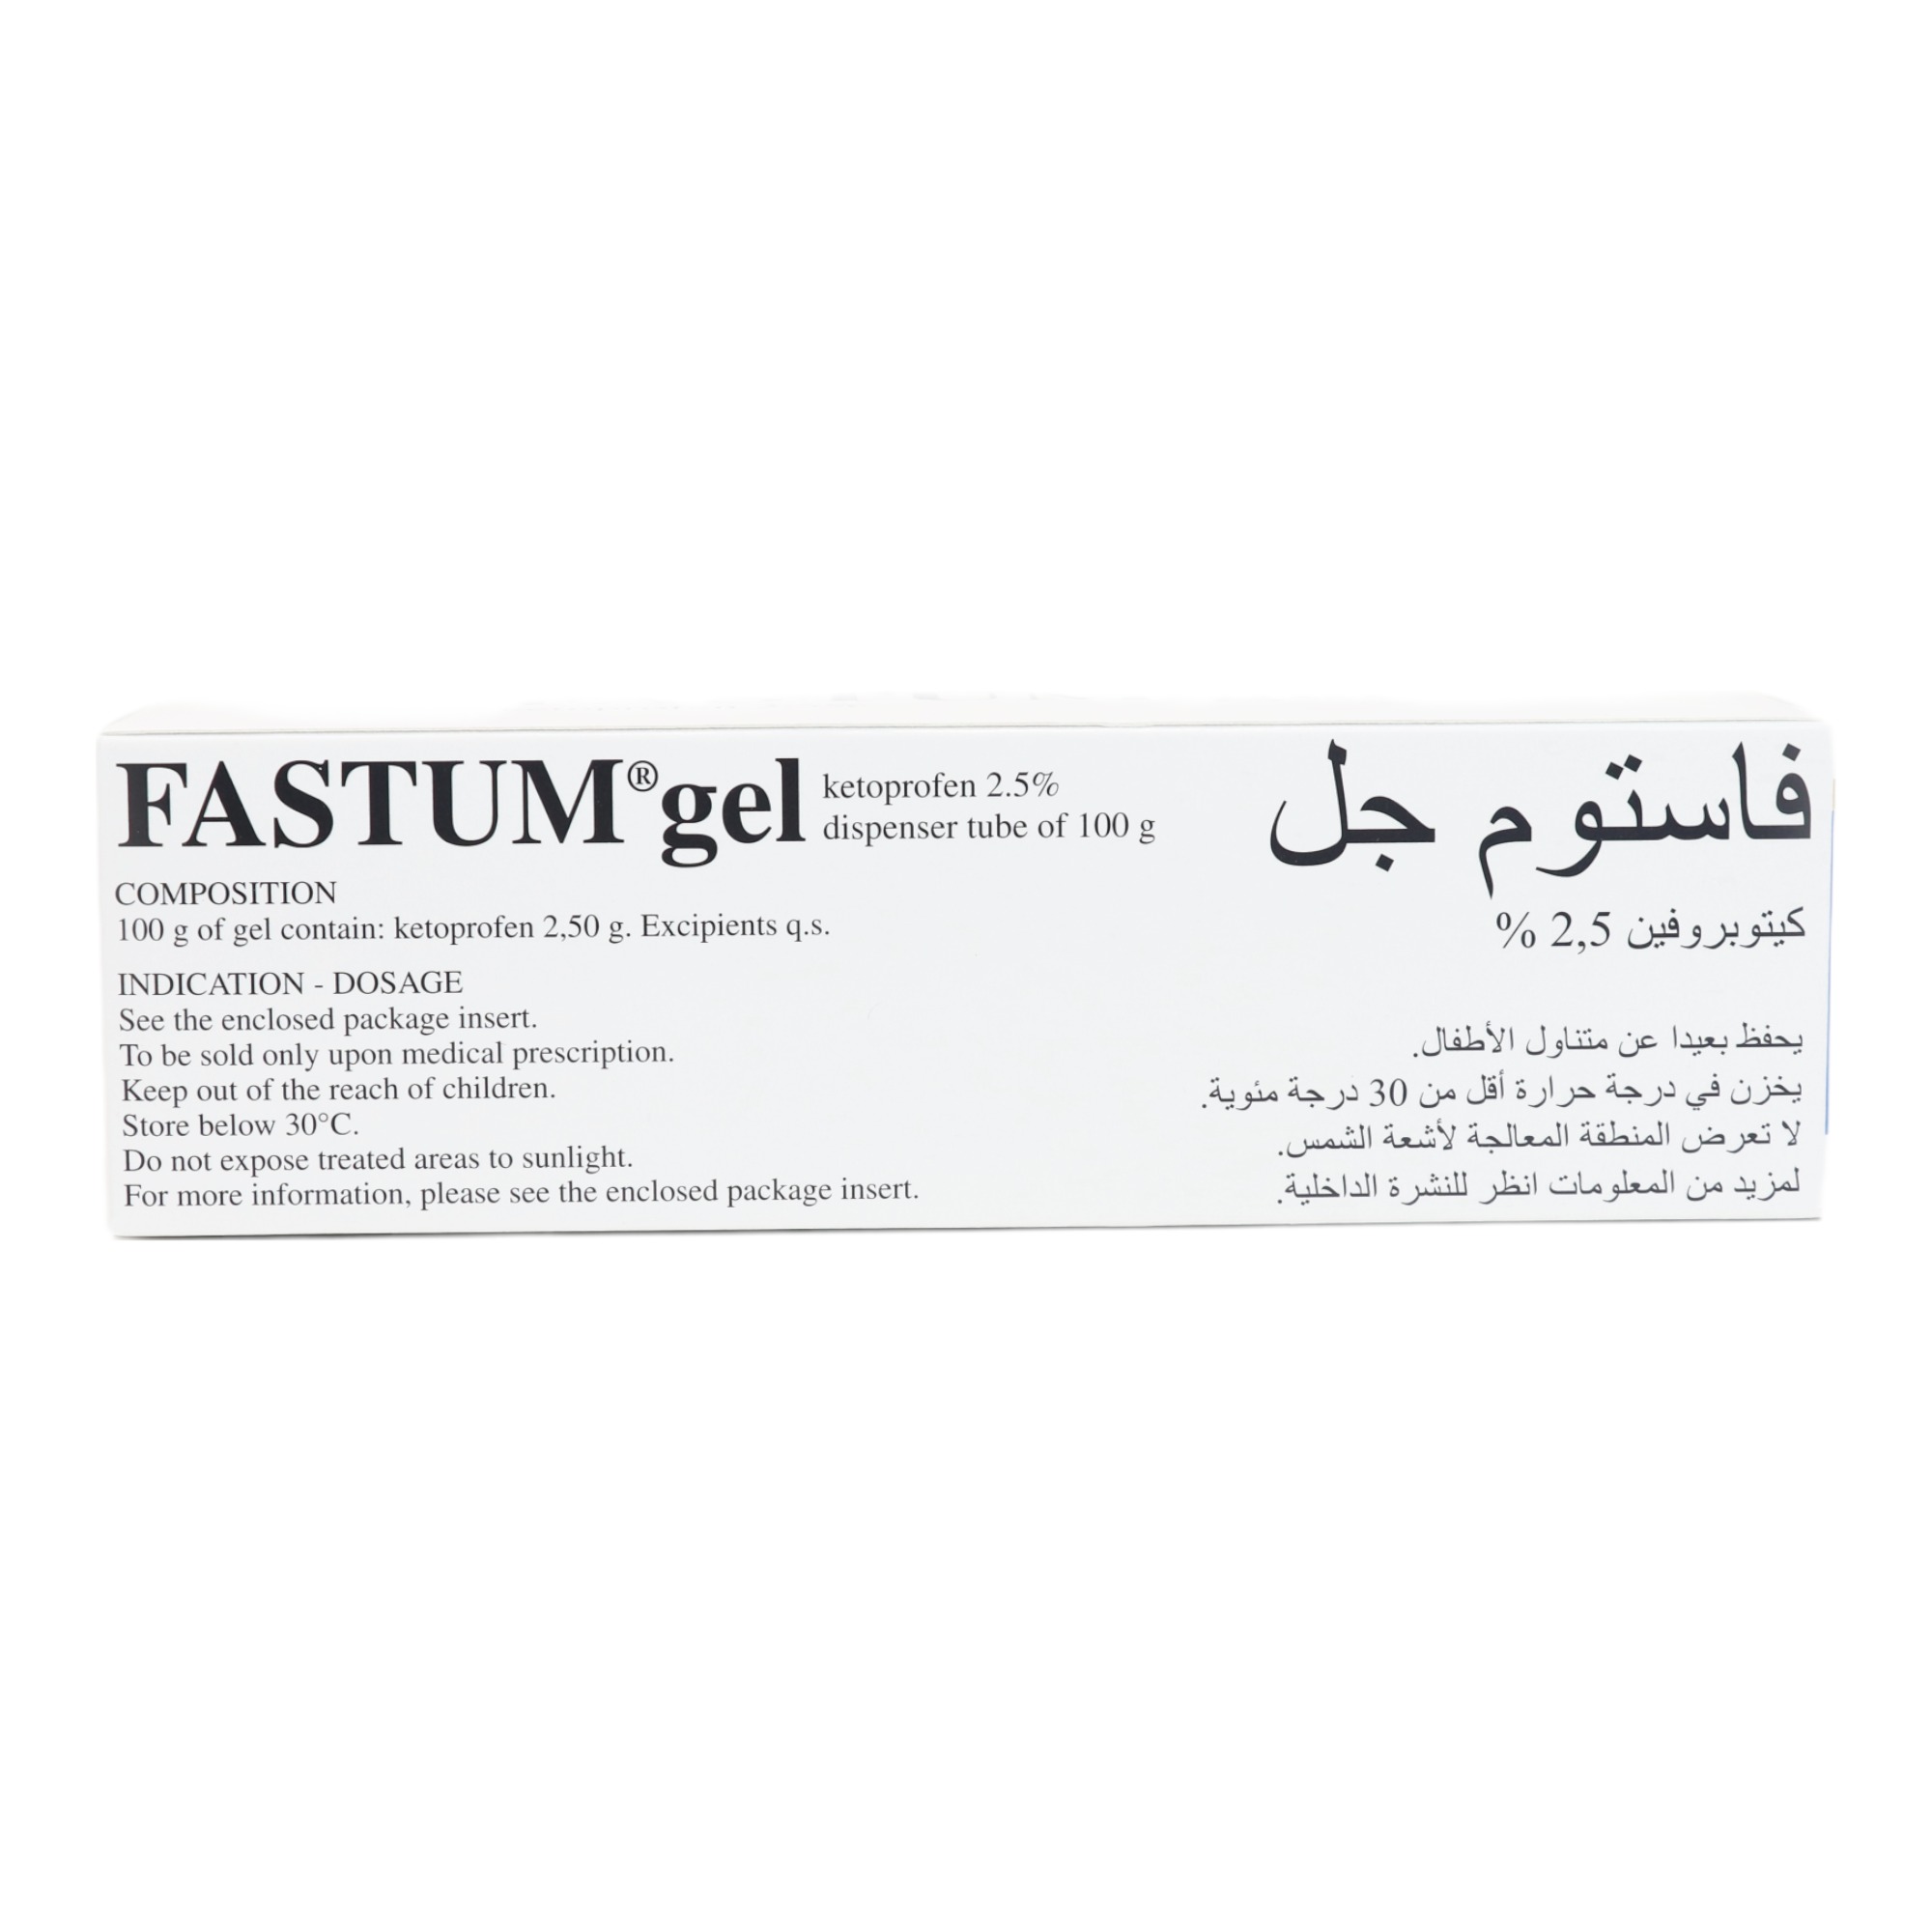 FASTUM®gel
ketoprofen 2.5%
dispenser tube of 100 g
COMPOSITION
100 g of gel contain: ketoprofen 2,50 g. Excipients q.s.
INDICATION - DOSAGE
See the enclosed package insert.
To be sold only upon medical prescription.
Keep out of the reach of children.
Store below 30°C.
Do not expose treated areas to sunlight.
For more information, please see the enclosed package insert.
فاستوم جل
كيتوبروفين 2,5 %
يحفظ بعيدا عن متناول الأطفال.
يخزن في درجة حرارة أقل من 30 درجة مئوية.
لا تعرض المنطقة المعالجة لأشعة الشمس.
لمزيد من المعلومات انظر للنشرة الداخلية.